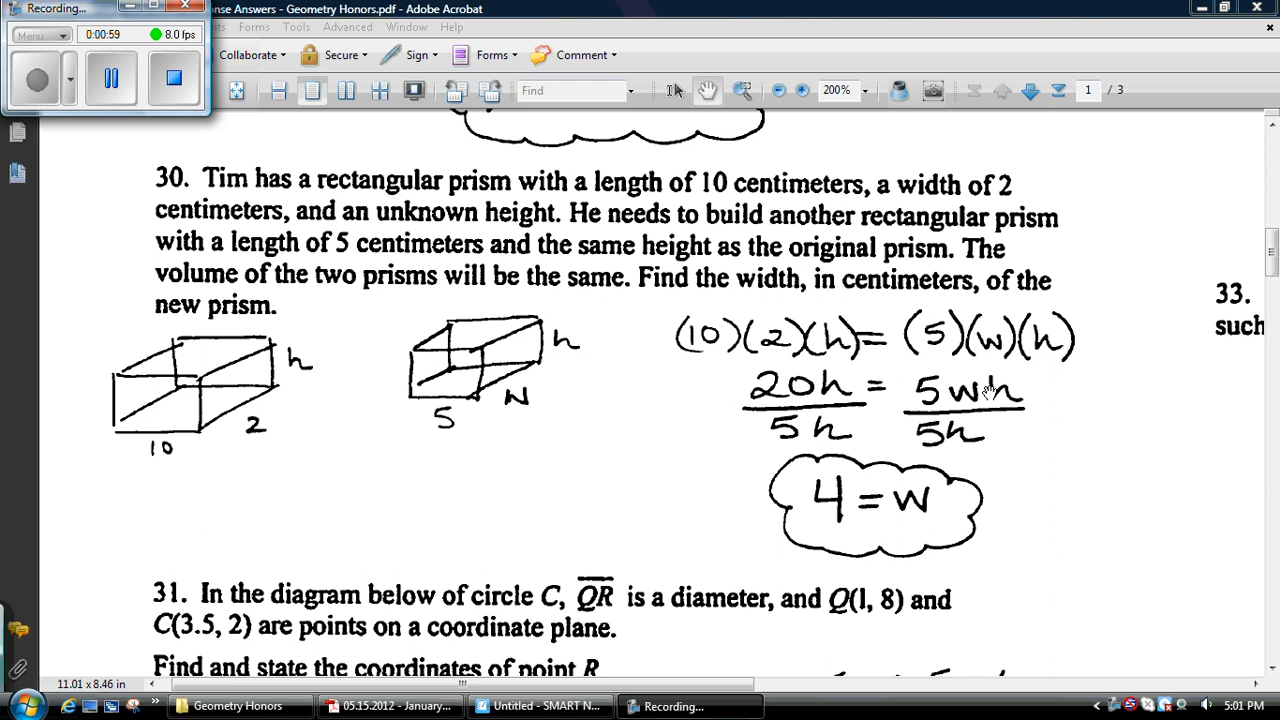 Recording...
onse Answers - Geometry Honors.pdf - Adobe Acrobat
Menu
0:00:59
8.0 fps
Forms Tools Advanced Window Help
Collaborate
Secure
Sign
Forms
Comment
Find
200%
1 / 3
30. Tim has a rectangular prism with a length of 10 centimeters, a width of 2
centimeters, and an unknown height. He needs to build another rectangular prism
with a length of 5 centimeters and the same height as the original prism. The
volume of the two prisms will be the same. Find the width, in centimeters, of the
new prism.
33.
such
h
2
10
h
w
5
(10)(2)(h) = (5)(w)(h)
20h = 5wh
5h 5h
4 = w
31. In the diagram below of circle C, QR is a diameter, and Q(1, 8) and
C(3.5, 2) are points on a coordinate plane.
Find and state the coordinates of point R
11.01 x 8.46 in
Geometry Honors
05.15.2012 - January...
Untitled - SMART N...
Recording...
5:01 PM